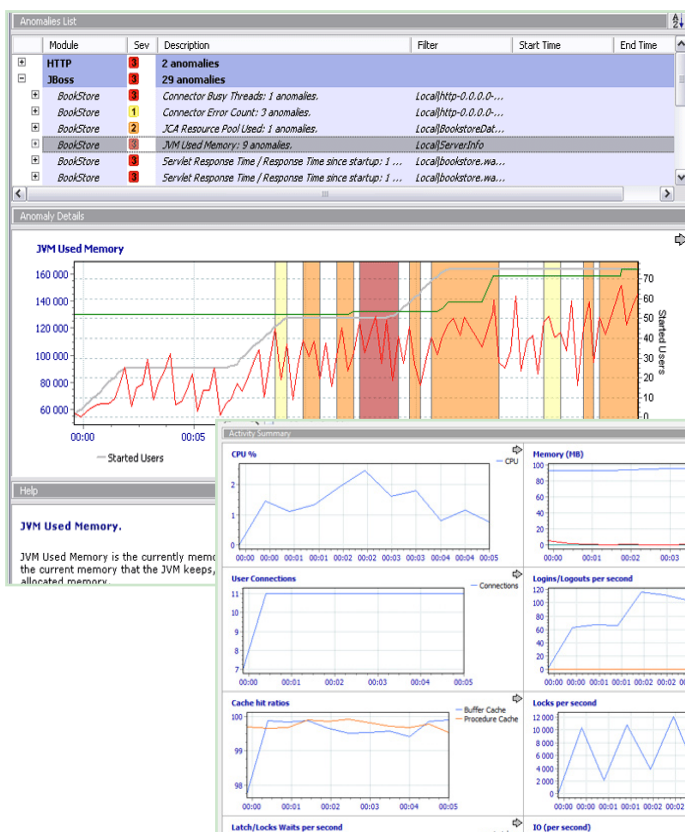 Anomalies List
Module Sev Description Filter Start Time End Time
HTTP 3 2 anomalies
JBoss 3 29 anomalies
BookStore 3 Connector Busy Threads: 1 anomalies. Local|http-0.0.0.0-...
BookStore 1 Connector Error Count: 3 anomalies. Local|http-0.0.0.0-...
BookStore 2 JCA Resource Pool Used: 1 anomalies. Local|BookstoreDat...
BookStore 3 JVM Used Memory: 9 anomalies. Local|ServerInfo
BookStore 3 Servlet Response Time / Response Time since startup: 1 ... Local|bookstore.wa...
BookStore 3 Servlet Response Time / Response Time since startup: 1 ... Local|bookstore.wa...
Anomaly Details
JVM Used Memory
160 000
140 000
120 000
100 000
80 000
60 000
70
60
50
40
30
20
10
0
Started Users
00:00 00:05
Started Users
Help
JVM Used Memory.
JVM Used Memory is the currently memo
the current memory that the JVM keeps,
allocated memory.
Activity Summary
CPU %
CPU
2
1
0
00:00 00:00 00:01 00:01 00:02 00:02 00:03 00:03 00:04 00:04 00:05
Memory (MB)
100
80
60
40
20
0
00:00 00:01 00:02 00:03
User Connections
Connections
11
10
9
8
7
00:00 00:01 00:02 00:03 00:04 00:05
Logins/Logouts per second
120
100
80
60
40
20
0
00:00 00:00 00:01 00:01 00:02 00:02
Cache hit ratios
Buffer Cache
Procedure Cache
100
99
98
00:00 00:01 00:02 00:03 00:04 00:05
Locks per second
12 000
10 000
8 000
6 000
4 000
2 000
0
00:00 00:00 00:01 00:01 00:02 00:02
Latch/Locks Waits per second
IO (per second)